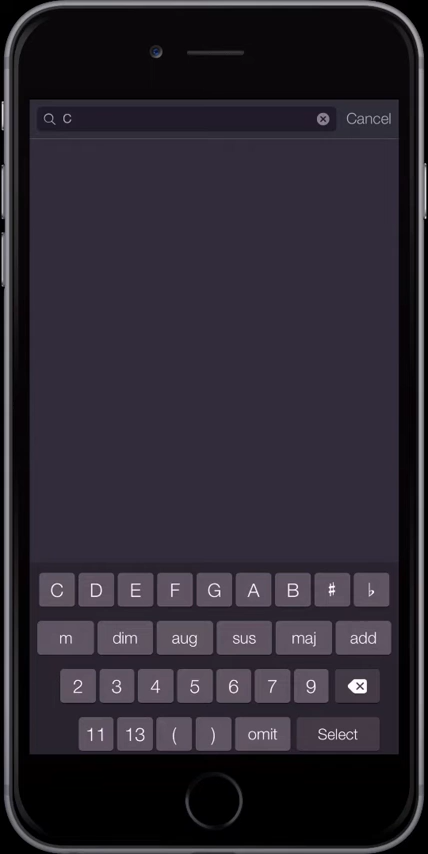 C Cancel
C D E F G A B ♯ ♭
m dim aug sus maj add
2 3 4 5 6 7 9
11 13 ( ) omit Select